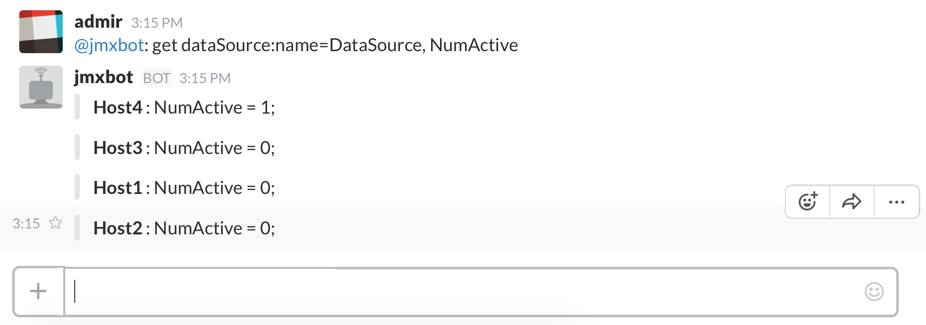 admir 3:15 PM
@jmxbot: get dataSource:name=DataSource, NumActive
jmxbot BOT 3:15 PM
Host4 : NumActive = 1;
Host3 : NumActive = 0;
Host1 : NumActive = 0;
3:15 Host2 : NumActive = 0;